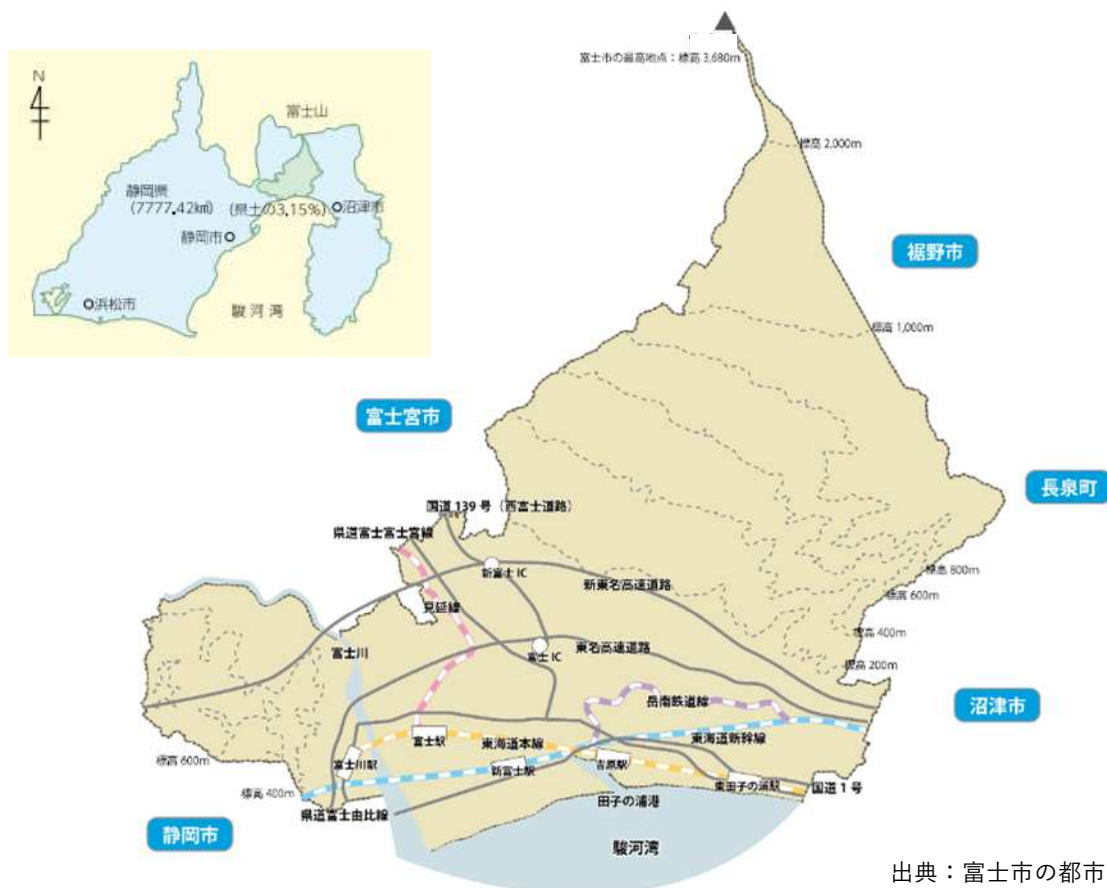 富士市の最高地点：標高 3,680m
N
富士山
静岡県
(7777.42㎢)
(県土の3.15%)
沼津市
静岡市
浜松市
駿河湾
標高 2,000m
裾野市
標高 1,000m
富士宮市
長泉町
国道 139 号（西富士道路）
県道富士富士宮線
新富士 IC
新東名高速道路
標高 800m
標高 600m
見延線
標高 400m
富士川
富士 IC
東名高速道路
標高 200m
岳南鉄道線
沼津市
富士駅
東海道本線
東海道新幹線
標高 600m
富士川駅
新富士駅
吉原駅
東田子の浦駅
国道 1 号
標高 400m
田子の浦港
県道富士由比線
静岡市
駿河湾
出典：富士市の都市